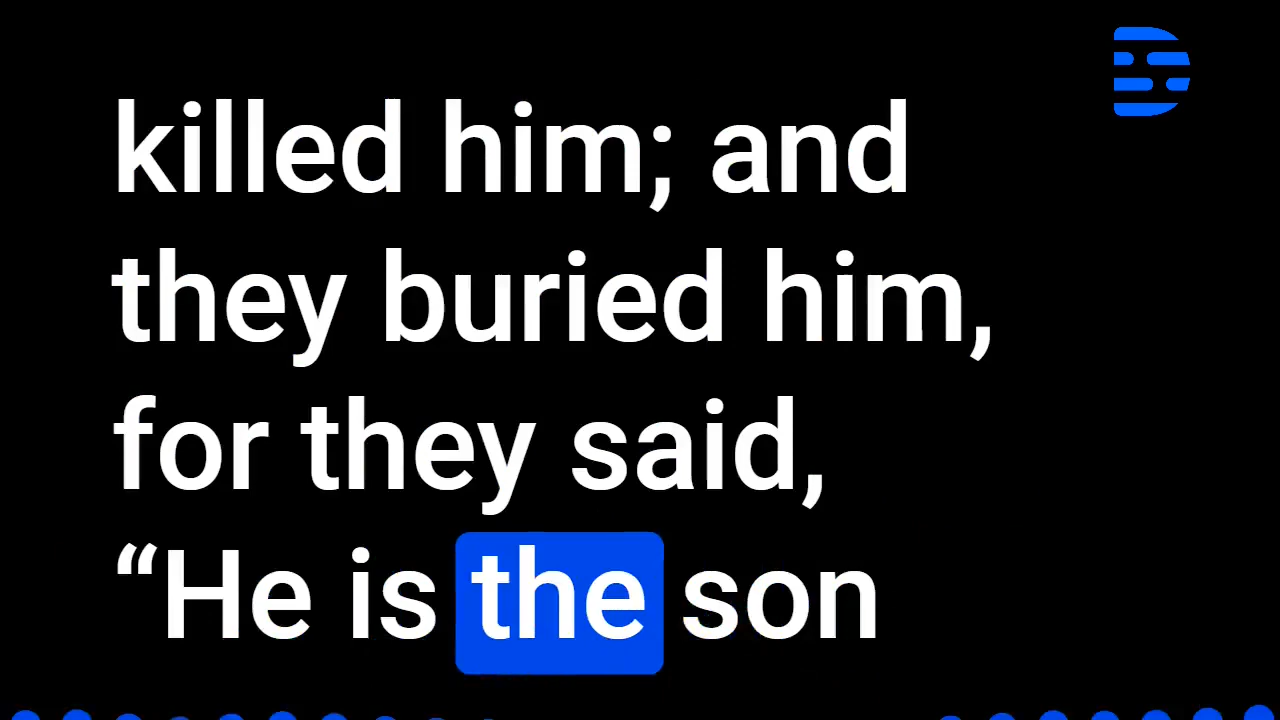 killed him; and
they buried him,
for they said,
“He is the son